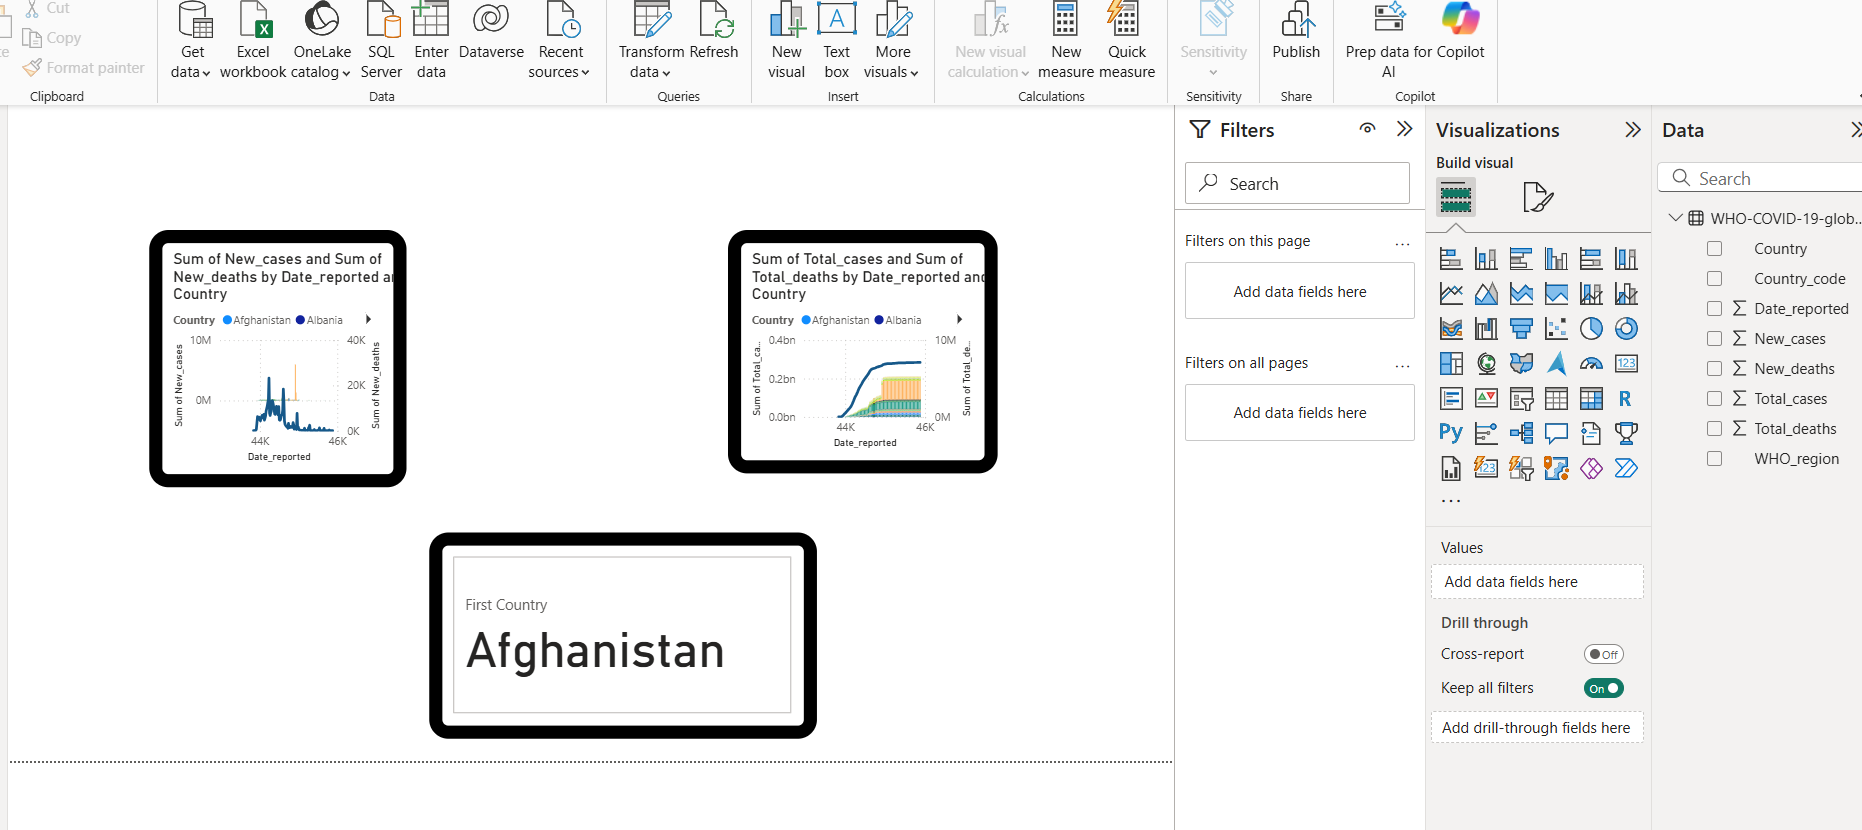 Cut
Copy
Format painter
Clipboard
Get data
Excel workbook
OneLake catalog
SQL Server
Enter data
Dataverse
Recent sources
Data
Transform data
Refresh
Queries
New visual
Text box
More visuals
Insert
New visual calculation
New measure
Quick measure
Calculations
Sensitivity
Sensitivity
Publish
Share
Prep data for AI
Copilot
Copilot
Sum of New_cases and Sum of
New_deaths by Date_reported a
Country
Country Afghanistan Albania
Sum of New_cases
10M
0M
40K
20K
0K
Sum of New_deaths
44K 46K
Date_reported
Sum of Total_cases and Sum of
Total_deaths by Date_reported and
Country
Country Afghanistan Albania
Sum of Total_ca...
0.4bn
0.2bn
0.0bn
10M
0M
Sum of Total_de...
44K 46K
Date_reported
First Country
Afghanistan
Filters
Search
Filters on this page ...
Add data fields here
Filters on all pages ...
Add data fields here
Visualizations
Build visual
123
R
Py
123
...
Values
Add data fields here
Drill through
Cross-report Off
Keep all filters On
Add drill-through fields here
Data
Search
WHO-COVID-19-glob...
Country
Country_code
Σ Date_reported
Σ New_cases
Σ New_deaths
Σ Total_cases
Σ Total_deaths
WHO_region